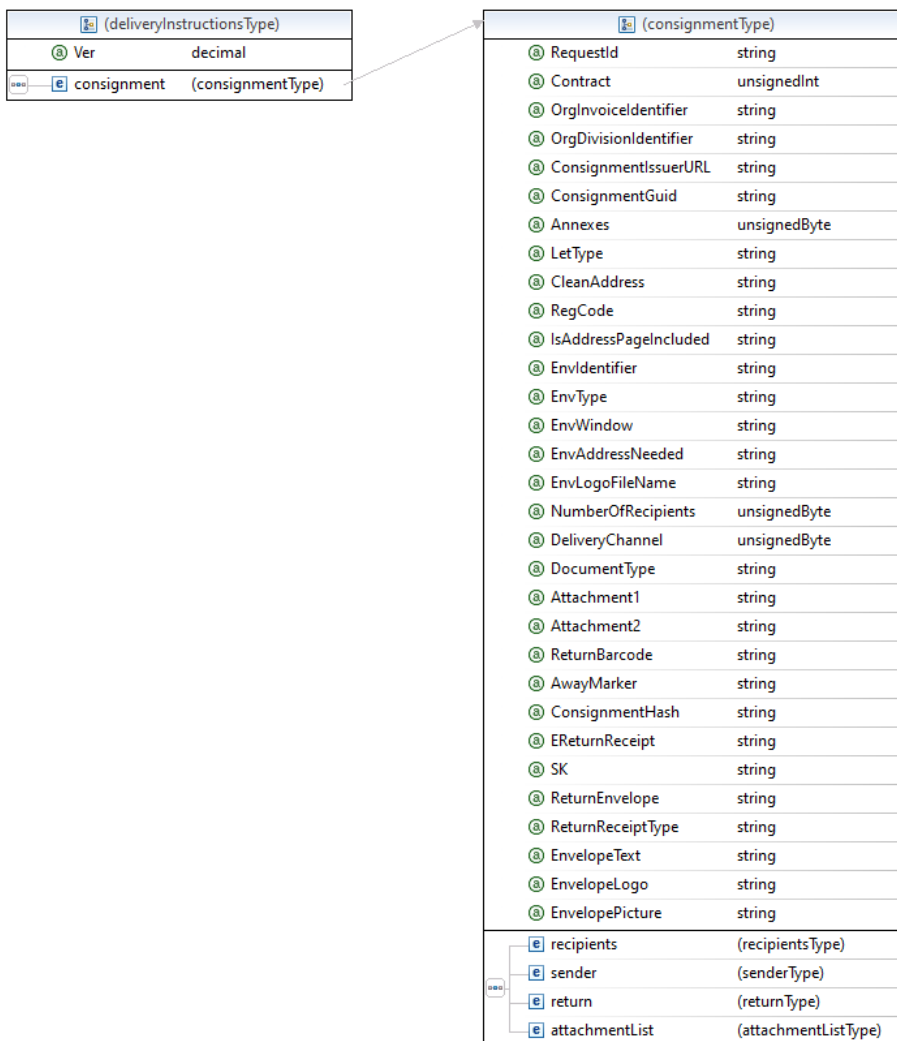 (deliveryInstructionsType)
Ver decimal
consignment (consignmentType)
(consignmentType)
RequestId string
Contract unsignedInt
OrgInvoiceIdentifier string
OrgDivisionIdentifier string
ConsignmentIssuerURL string
ConsignmentGuid string
Annexes unsignedByte
LetType string
CleanAddress string
RegCode string
IsAddressPageIncluded string
EnvIdentifier string
EnvType string
EnvWindow string
EnvAddressNeeded string
EnvLogoFileName string
NumberOfRecipients unsignedByte
DeliveryChannel unsignedByte
DocumentType string
Attachment1 string
Attachment2 string
ReturnBarcode string
AwayMarker string
ConsignmentHash string
EReturnReceipt string
SK string
ReturnEnvelope string
ReturnReceiptType string
EnvelopeText string
EnvelopeLogo string
EnvelopePicture string
recipients (recipientsType)
sender (senderType)
return (returnType)
attachmentList (attachmentListType)